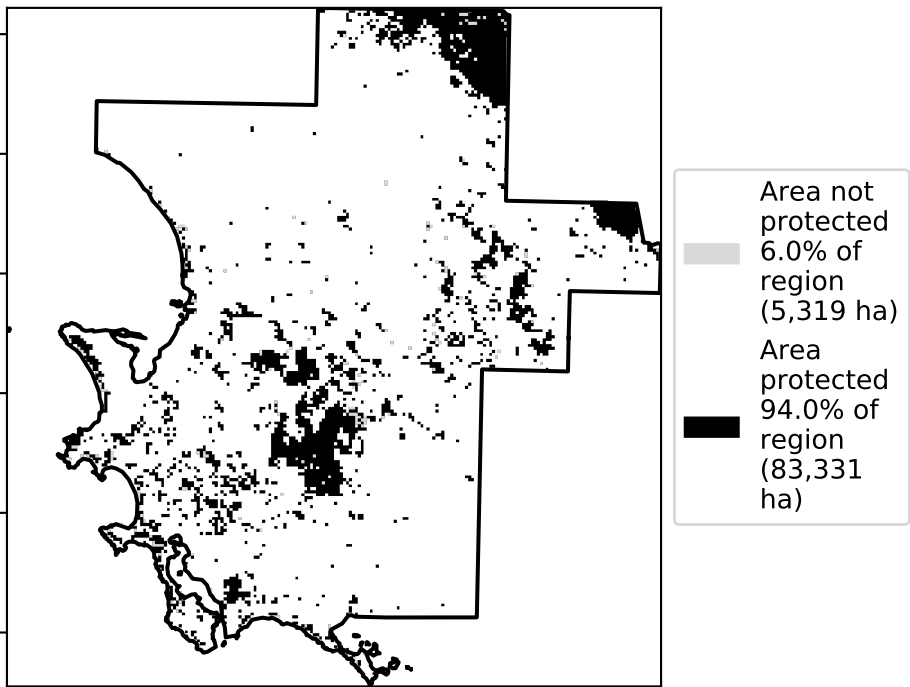 Area not
protected
6.0% of
region
(5,319 ha)
Area
protected
94.0% of
region
(83,331
ha)